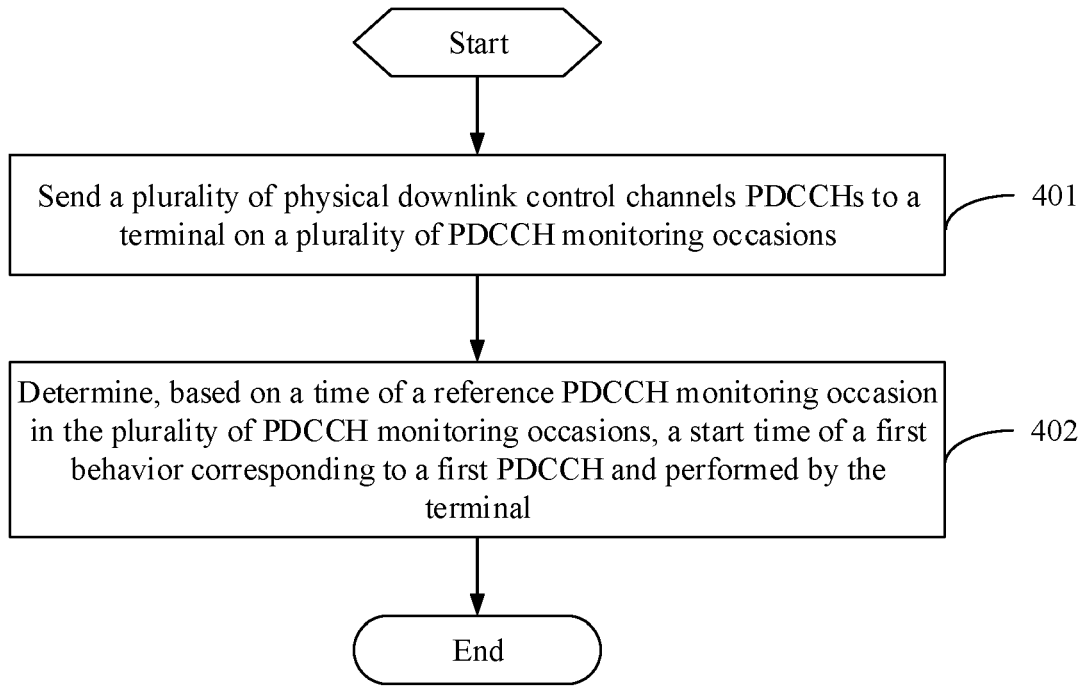 Start
Send a plurality of physical downlink control channels PDCCHs to a
terminal on a plurality of PDCCH monitoring occasions
401
Determine, based on a time of a reference PDCCH monitoring occasion
in the plurality of PDCCH monitoring occasions, a start time of a first
behavior corresponding to a first PDCCH and performed by the
terminal
402
End